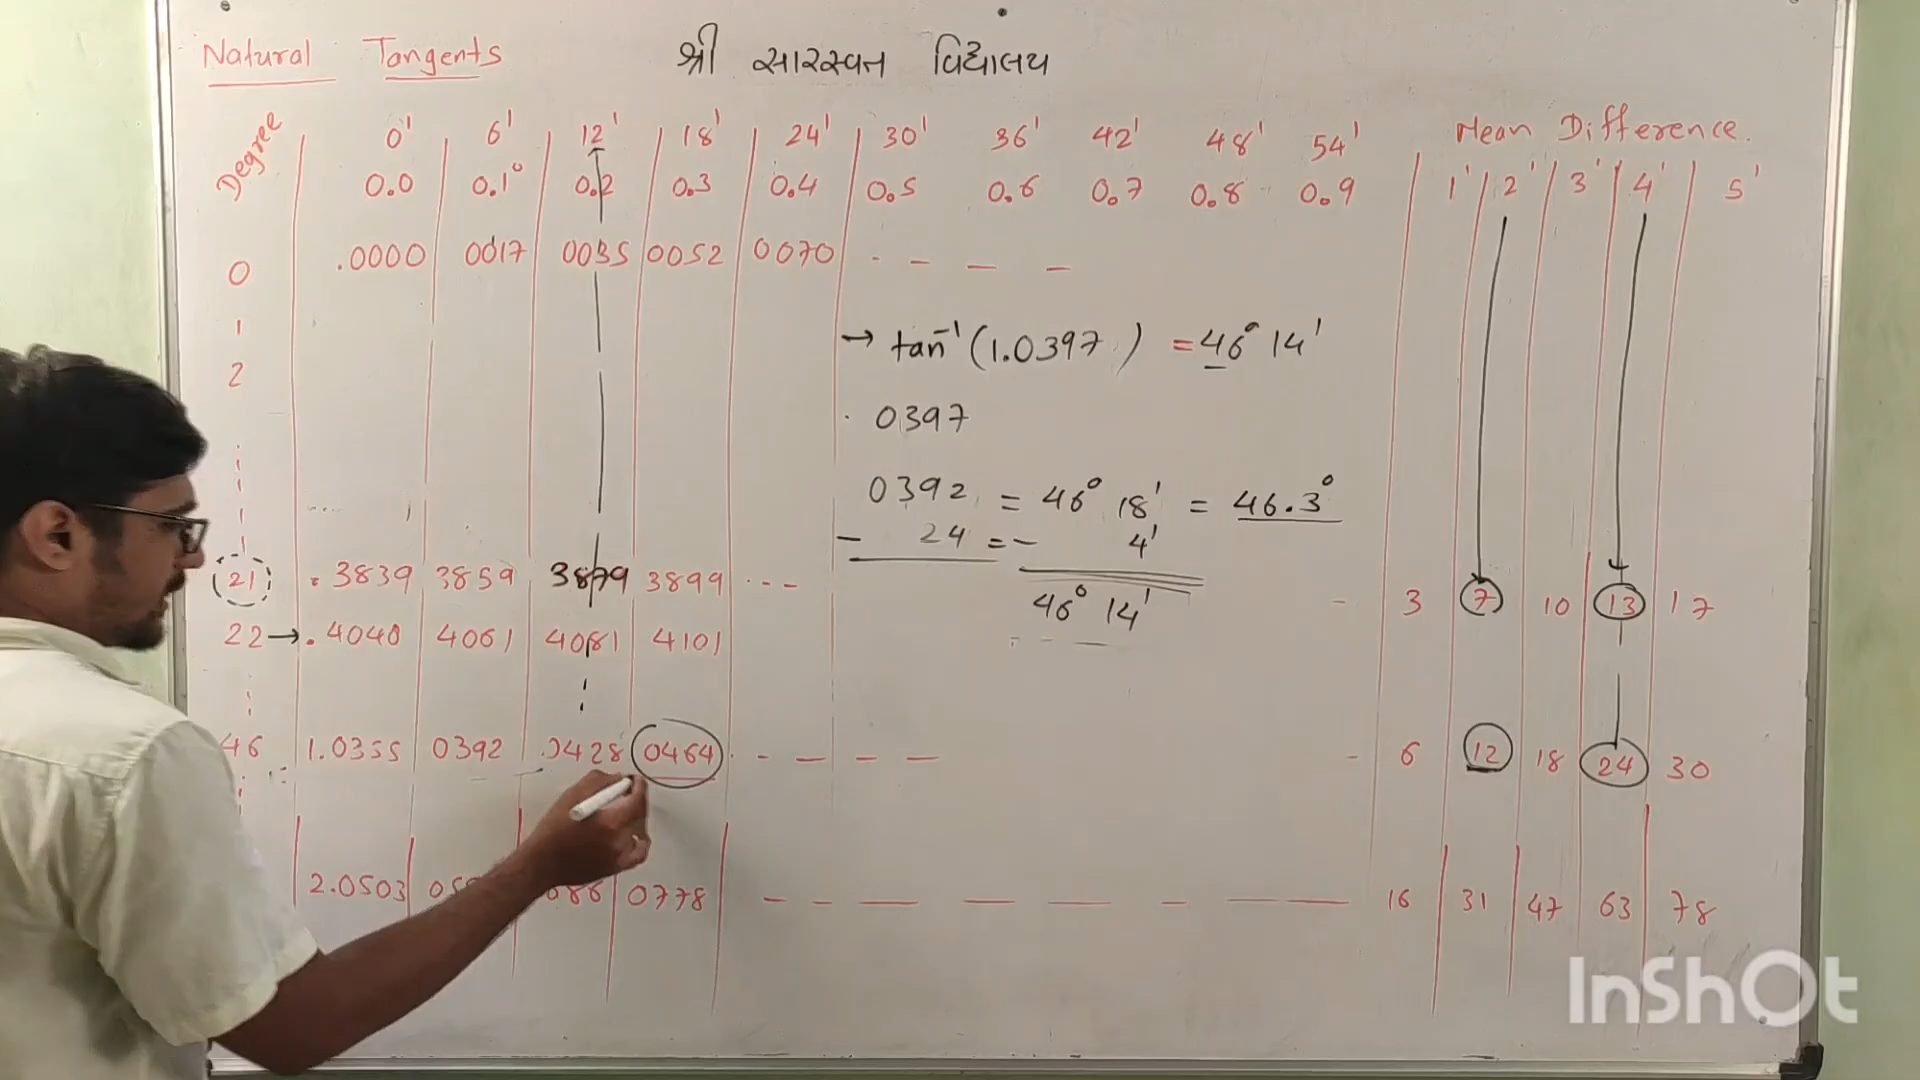 Natural Tangents श्री सारस्वन विद्यालय
Degree 0' 6' 12' 18' 24' 30' 36' 42' 48' 54' Mean Difference.
0.0 0.1° 0.2 0.3 0.4 0.5 0.6 0.7 0.8 0.9 1' 2' 3' 4' 5'
0 .0000 0017 0035 0052 0070
1
2
→ tan⁻¹(1.0397) = 46° 14'
. 0397
0392 = 46° 18' = 46.3°
- 24 = - 4'
46° 14'
21 .3839 3859 3879 3899 3 7 10 13 17
22 → .4040 4061 4081 4101
46 1.0355 0392 .0428 0464 6 12 18 24 30
2.0503 0778 16 31 47 63 78
InShOt